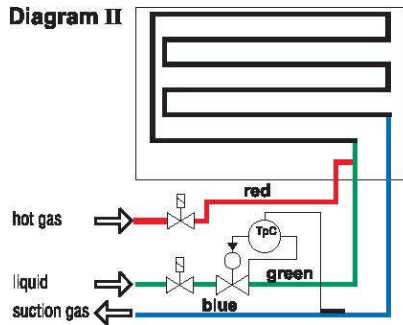 Diagram II
red
hot gas
TpC
liquid
green
suction gas
blue